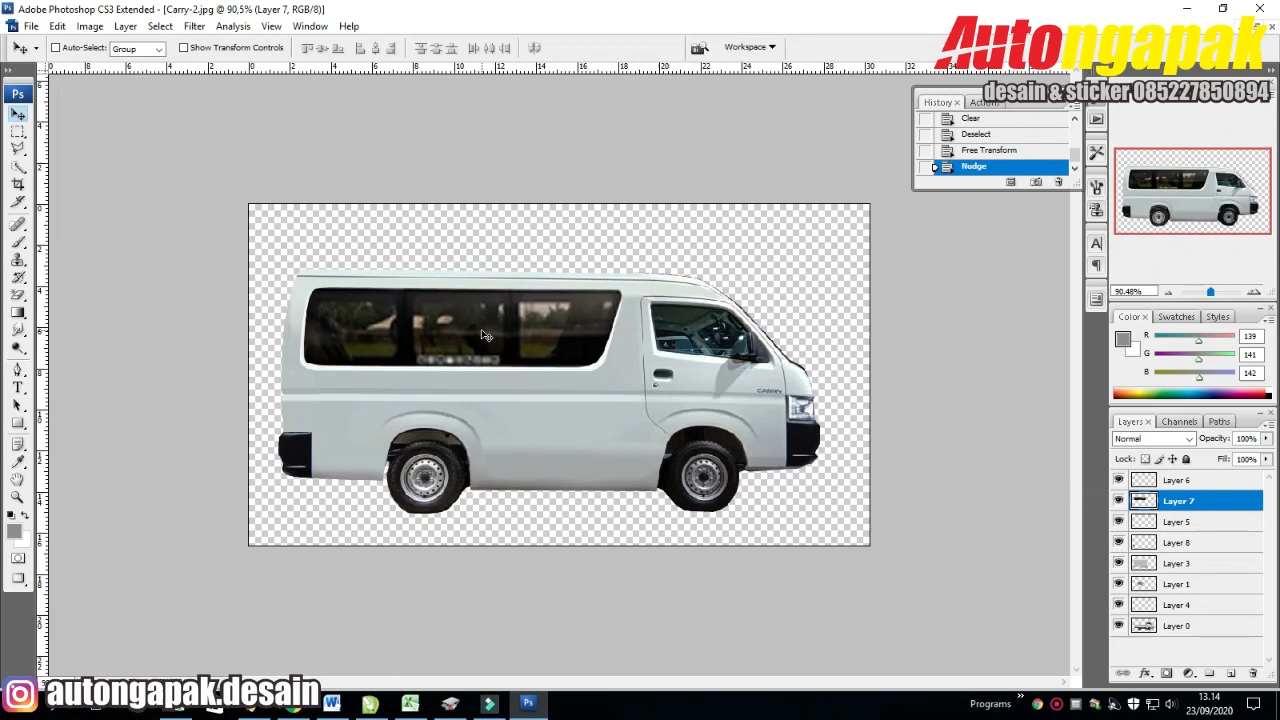 Adobe Photoshop CS3 Extended - [Carry-2.jpg @ 90,5% (Layer 7, RGB/8)]
File Edit Image Layer Select Filter Analysis View Window Help
Auto-Select: Group Show Transform Controls Workspace
Autongapak
desain & sticker 085227850894
History Actions
Clear
Deselect
Free Transform
Nudge
Ps
90.48%
Color Swatches Styles
R 139
G 141
B 142
CARRY
Layers Channels Paths
Normal Opacity: 100%
Lock: Fill: 100%
Layer 6
Layer 7
Layer 5
Layer 8
Layer 3
Layer 1
Layer 4
Layer 0
autongapak.desain
Programs
13.14
23/09/2020